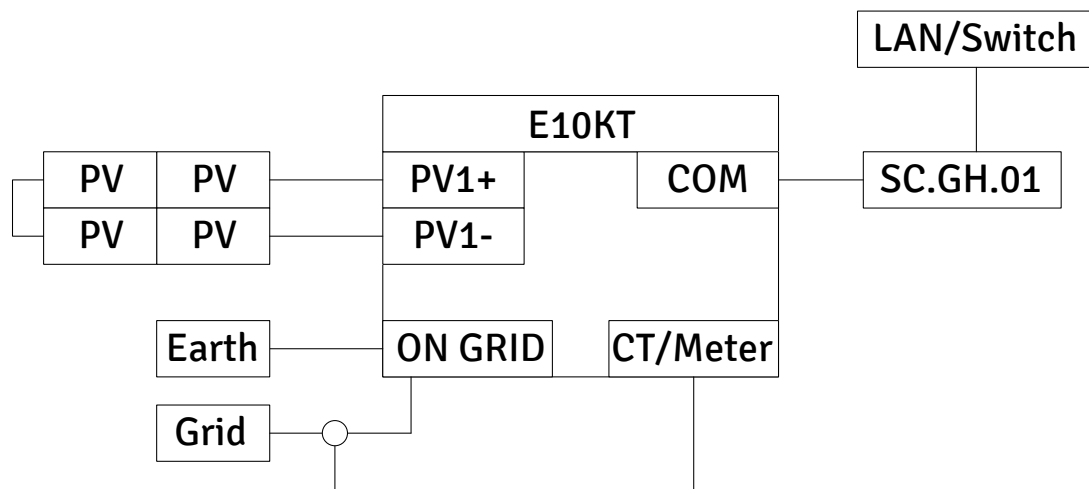 LAN/Switch
E10KT
PV PV PV1+ COM SC.GH.01
PV PV PV1-
Earth ON GRID CT/Meter
Grid